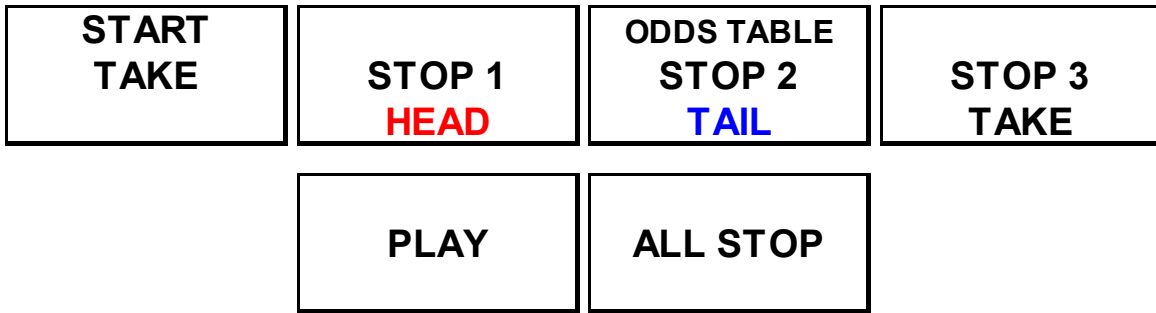 START
TAKE
STOP 1
HEAD
ODDS TABLE
STOP 2
TAIL
STOP 3
TAKE
PLAY
ALL STOP